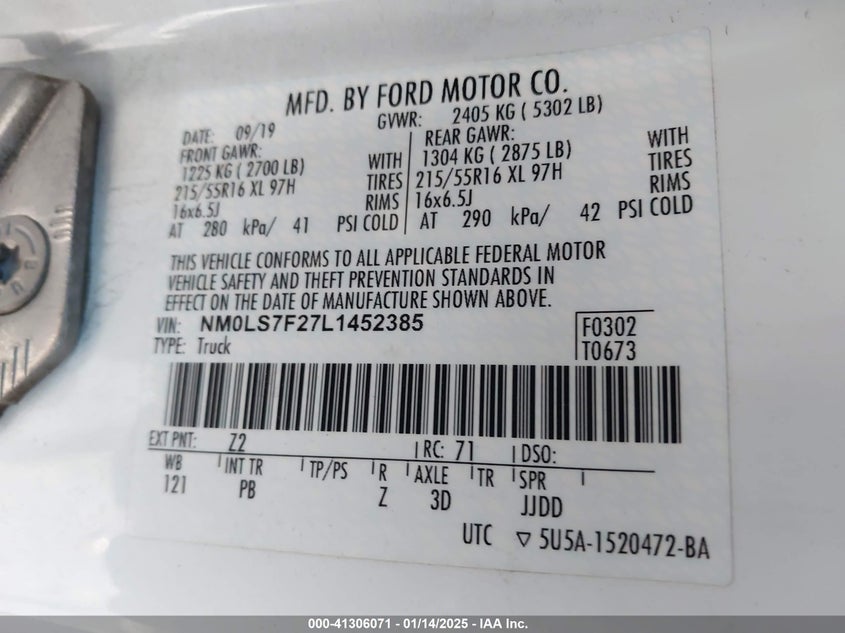 MFD. BY FORD MOTOR CO.
DATE: 09/19 GVWR: 2405 KG ( 5302 LB)
FRONT GAWR: REAR GAWR:
1225 KG ( 2700 LB) WITH 1304 KG ( 2875 LB) WITH
215/55R16 XL 97H TIRES 215/55R16 XL 97H TIRES
16x6.5J RIMS 16x6.5J RIMS
AT 280 kPa/ 41 PSI COLD AT 290 kPa/ 42 PSI COLD
THIS VEHICLE CONFORMS TO ALL APPLICABLE FEDERAL MOTOR
VEHICLE SAFETY AND THEFT PREVENTION STANDARDS IN
EFFECT ON THE DATE OF MANUFACTURE SHOWN ABOVE.
VIN: NM0LS7F27L1452385 F0302
TYPE: Truck T0673
EXT PNT: Z2 RC: 71 DSO:
WB INT TR TP/PS R AXLE TR SPR
121 PB Z 3D JJDD
UTC ▽ 5U5A-1520472-BA
000-41306071 - 01/14/2025 - IAA Inc.